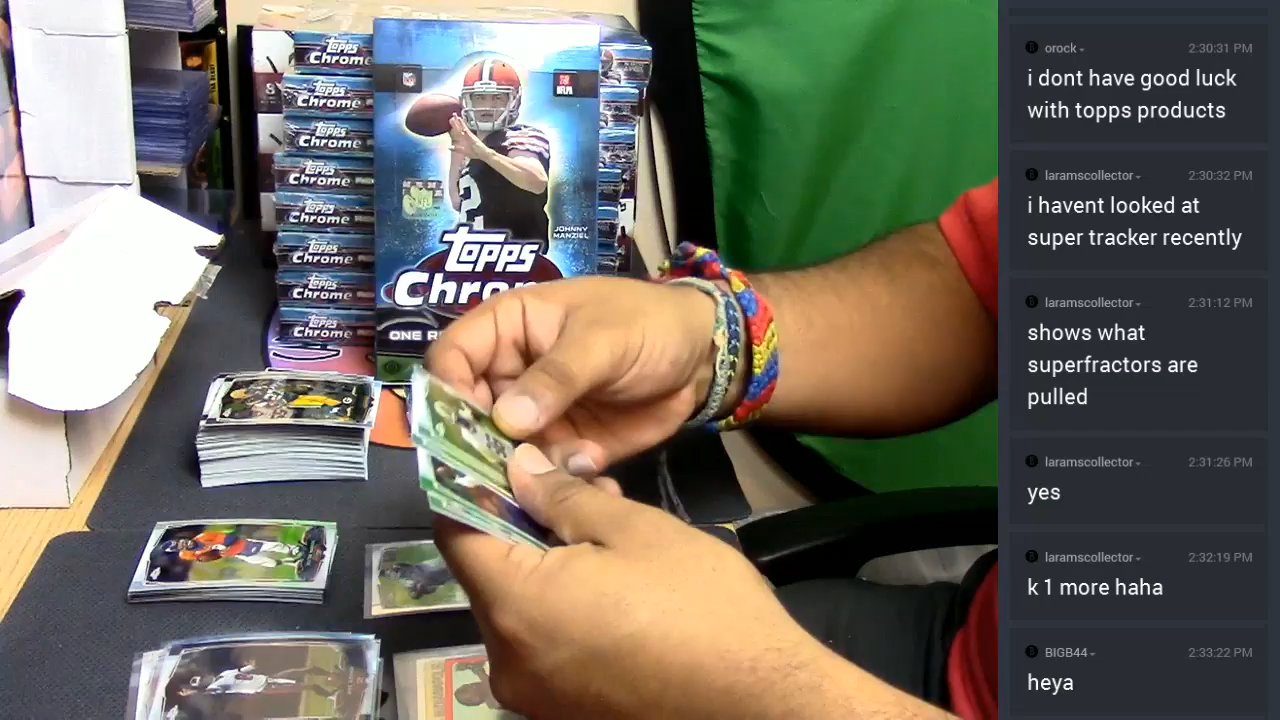 Topps
Chrome
Topps
Chrome
Topps
Chrome
Topps
Chrome
Topps
Chrome
Topps
Chrome
Topps
Chrome
Topps
Chrome
NFL
JOHNNY
MANZIEL
Topps
Chro
ONE R
orock
2:30:31 PM
i dont have good luck
with topps products
laramscollector
2:30:32 PM
i havent looked at
super tracker recently
laramscollector
2:31:12 PM
shows what
superfractors are
pulled
laramscollector
2:31:26 PM
yes
laramscollector
2:32:19 PM
k 1 more haha
BIGB44
2:33:22 PM
heya